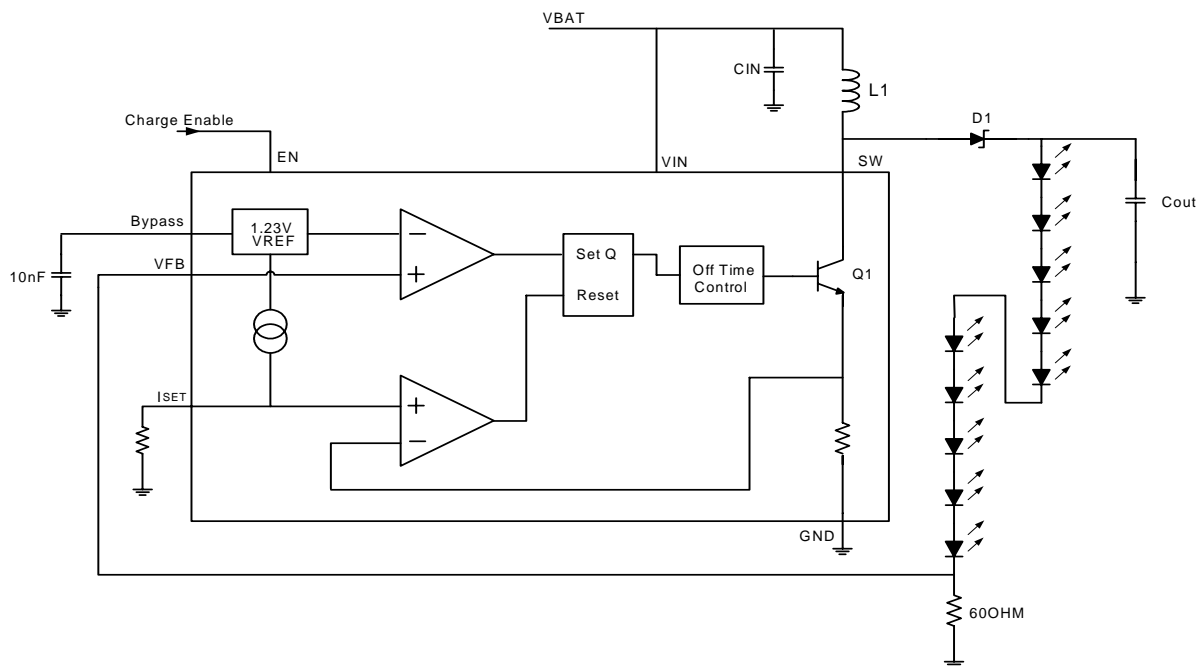 VBAT
CIN
L1
Charge Enable
D1
EN
VIN
SW
Bypass
1.23V
VREF
−
+
Set Q
Reset
Off Time
Control
Q1
Cout
VFB
10nF
ISET
+
−
GND
60OHM